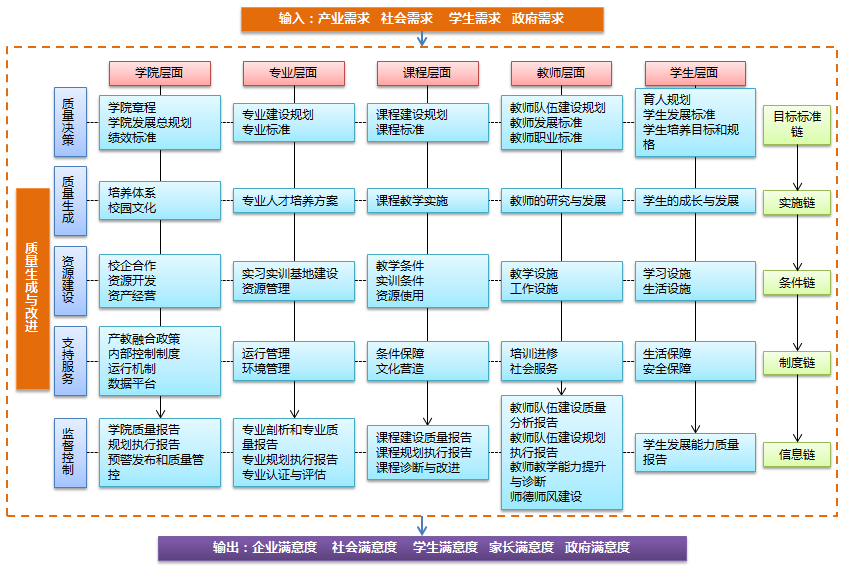 输入：产业需求 社会需求 学生需求 政府需求
学院层面
专业层面
课程层面
教师层面
学生层面
质量生成与改进
质量决策
学院章程
学院发展总规划
绩效标准
专业建设规划
专业标准
课程建设规划
课程标准
教师队伍建设规划
教师发展标准
教师职业标准
育人规划
学生发展标准
学生培养目标和规
格
目标标准
链
质量生成
培养体系
校园文化
专业人才培养方案
课程教学实施
教师的研究与发展
学生的成长与发展
实施链
资源建设
校企合作
资源开发
资产经营
实习实训基地建设
资源管理
教学条件
实训条件
资源使用
教学设施
工作设施
学习设施
生活设施
条件链
支持服务
产教融合政策
内部控制制度
运行机制
数据平台
运行管理
环境管理
条件保障
文化营造
培训进修
社会服务
生活保障
安全保障
制度链
监督控制
学院质量报告
规划执行报告
预警发布和质量管
控
专业剖析和专业质
量报告
专业规划执行报告
专业认证与评估
课程建设质量报告
课程规划执行报告
课程诊断与改进
教师队伍建设质量
分析报告
教师队伍建设规划
执行报告
教师教学能力提升
与诊断
师德师风建设
学生发展能力质量
报告
信息链
输出：企业满意度 社会满意度 学生满意度 家长满意度 政府满意度